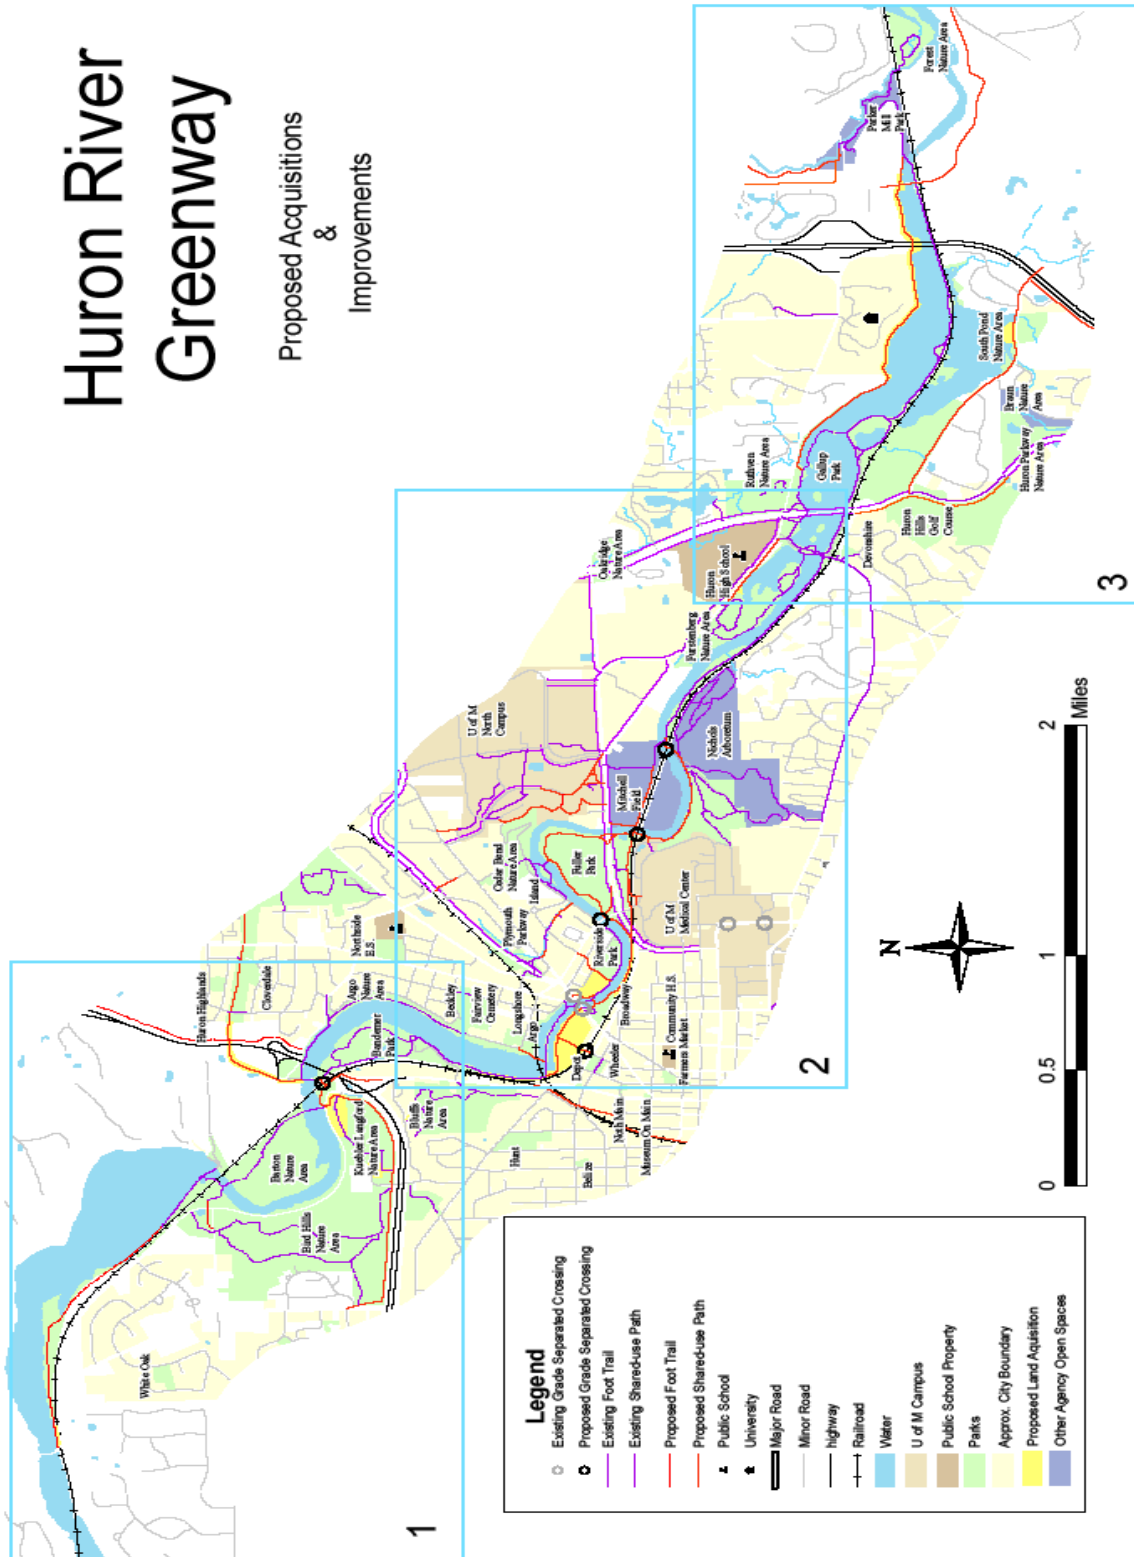 Huron River
Greenway
Proposed Acquisitions
&
Improvements
1
2
3
White Oak
Bird Hills
Nature
Area
Barton
Nature
Area
Kuebler Langford
Nature Area
Huron Highlands
Cloverdale
Argo
Nature
Area
Bandemer
Park
Bluffs
Nature
Area
Beckley
Fairview
Cemetery
Longshore
Argo
Hunt
Belize
North Main
Museum On Main
Depot
Wheeler
Broadway
Community H.S.
Farmers Market
Northside
E.S.
Plymouth
Parkway
Island
Cedar Bend
Nature Area
Riverside
Park
Fuller
Park
U of M
Medical Center
Mitchell
Field
U of M
North
Campus
Nichols
Arboretum
Oakridge
Nature Area
Furstenberg
Nature Area
Huron
High School
Ruthven
Nature Area
Gallup
Park
Devonshire
Huron
Hills
Golf
Course
Huron Parkway
Nature Area
Braun
Nature
Area
South Pond
Nature Area
Parker
Mill
Park
Forest
Nature Area
N
0
0.5
1
2
Miles
Legend
Existing Grade Separated Crossing
Proposed Grade Separated Crossing
Existing Foot Trail
Existing Shared-use Path
Proposed Foot Trail
Proposed Shared-use Path
Public School
University
Major Road
Minor Road
highway
Railroad
Water
U of M Campus
Public School Property
Parks
Approx. City Boundary
Proposed Land Aquisition
Other Agency Open Spaces